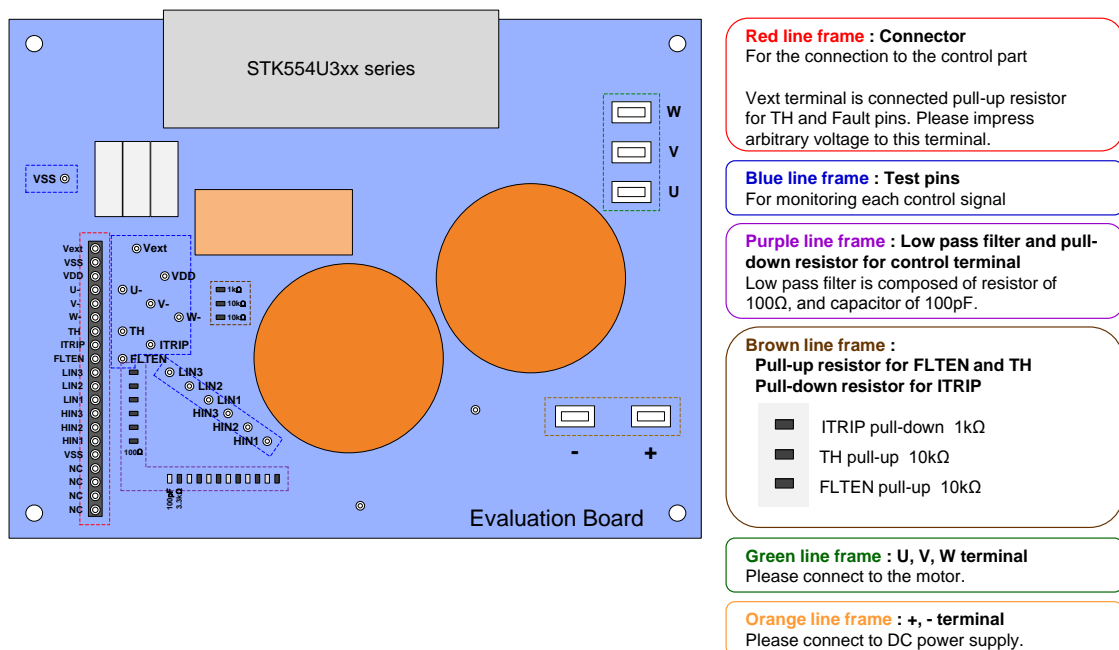 STK554U3xx series
W
V
U
VSS
Vext
VSS
VDD
U-
V-
W-
TH
ITRIP
FLTEN
LIN3
LIN2
LIN1
HIN3
HIN2
HIN1
VSS
NC
NC
NC
NC
Vext
VDD
U-
V-
W-
TH
ITRIP
FLTEN
1kΩ
10kΩ
10kΩ
LIN3
LIN2
LIN1
HIN3
HIN2
HIN1
100Ω
100pF
3.3kΩ
- +
Evaluation Board
Red line frame : Connector
For the connection to the control part
Vext terminal is connected pull-up resistor
for TH and Fault pins. Please impress
arbitrary voltage to this terminal.
Blue line frame : Test pins
For monitoring each control signal
Purple line frame : Low pass filter and pull-
down resistor for control terminal
Low pass filter is composed of resistor of
100Ω, and capacitor of 100pF.
Brown line frame :
Pull-up resistor for FLTEN and TH
Pull-down resistor for ITRIP
ITRIP pull-down 1kΩ
TH pull-up 10kΩ
FLTEN pull-up 10kΩ
Green line frame : U, V, W terminal
Please connect to the motor.
Orange line frame : +, - terminal
Please connect to DC power supply.